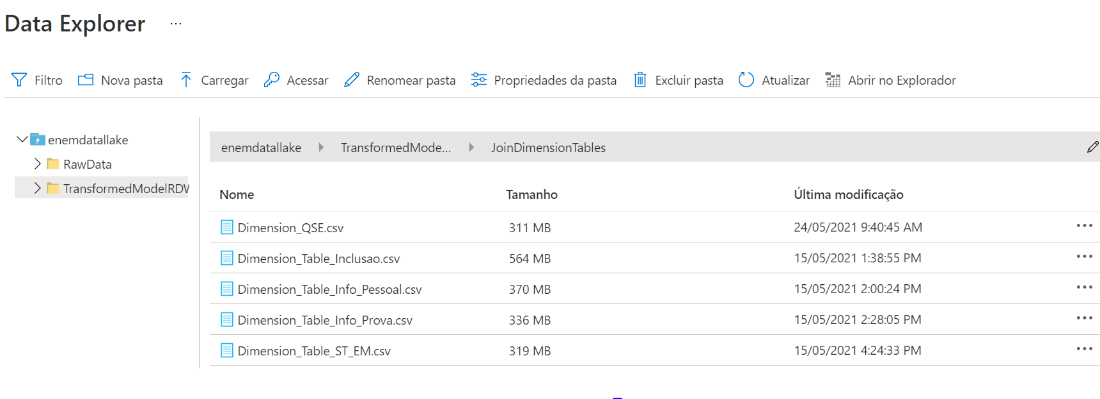 Data Explorer ...
Filtro Nova pasta Carregar Acessar Renomear pasta Propriedades da pasta Excluir pasta Atualizar Abrir no Explorador
enemdatallake
RawData
TransformedModelRDW
enemdatallake TransformedMode... JoinDimensionTables
Nome Tamanho Última modificação
Dimension_QSE.csv 311 MB 24/05/2021 9:40:45 AM
Dimension_Table_Inclusao.csv 564 MB 15/05/2021 1:38:55 PM
Dimension_Table_Info_Pessoal.csv 370 MB 15/05/2021 2:00:24 PM
Dimension_Table_Info_Prova.csv 336 MB 15/05/2021 2:28:05 PM
Dimension_Table_ST_EM.csv 319 MB 15/05/2021 4:24:33 PM